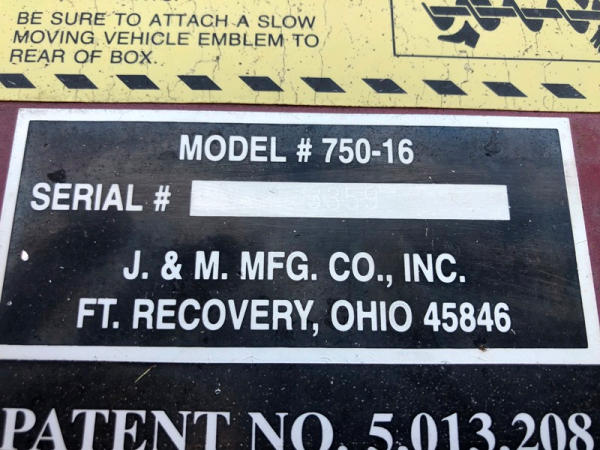 BE SURE TO ATTACH A SLOW
MOVING VEHICLE EMBLEM TO
REAR OF BOX.
MODEL # 750-16
SERIAL #
J. & M. MFG. CO., INC.
FT. RECOVERY, OHIO 45846
PATENT NO. 5,013,208